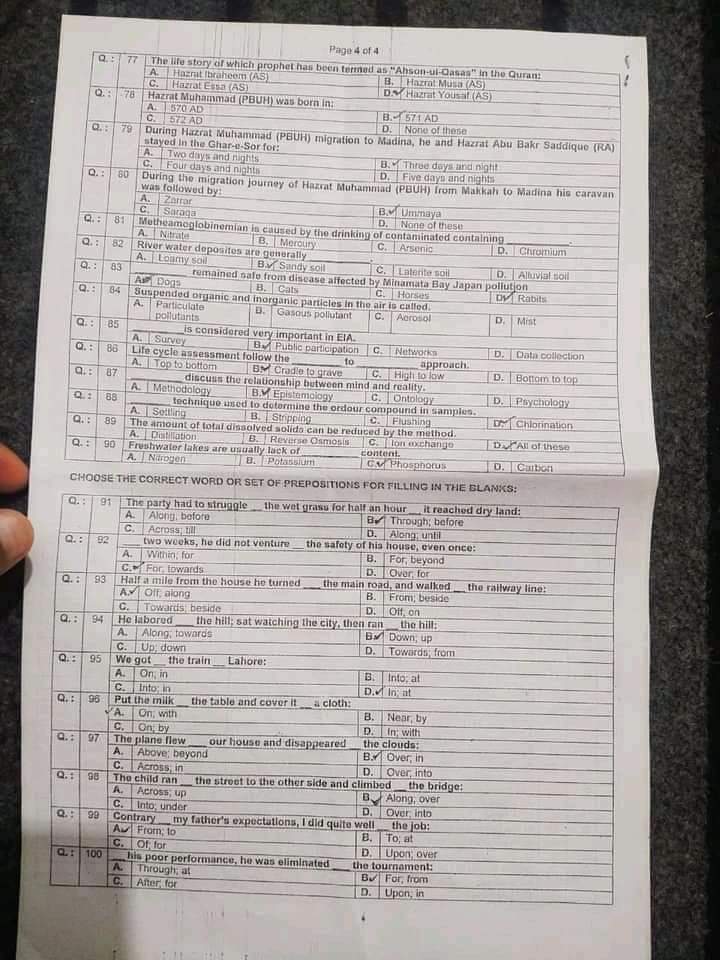 Page 4 of 4
Q.: 77 The life story of which prophet has been termed as "Ahson-ul-Qasas" in the Quran:
A. Hazrat Ibraheem (AS) B. Hazrat Musa (AS)
C. Hazrat Essa (AS) D. Hazrat Yousaf (AS)
Q.: 78 Hazrat Muhammad (PBUH) was born in:
A. 570 AD B. 571 AD
C. 572 AD D. None of these
Q.: 79 During Hazrat Muhammad (PBUH) migration to Madina, he and Hazrat Abu Bakr Saddique (RA)
stayed in the Ghar-e-Sor for:
A. Two days and nights B. Three days and night
C. Four days and nights D. Five days and nights
Q.: 80 During the migration journey of Hazrat Muhammad (PBUH) from Makkah to Madina his caravan
was followed by:
A. Zarrar B. Ummaya
C. Saraqa D. None of these
Q.: 81 Metheamoglobinemian is caused by the drinking of contaminated containing ________.
A. Nitrate B. Mercury C. Arsenic D. Chromium
Q.: 82 River water deposites are generally ________.
A. Loamy soil B. Sandy soil C. Laterite soil D. Alluvial soil
Q.: 83 ________ remained safe from disease affected by Minamata Bay Japan pollution
A. Dogs B. Cats C. Horses D. Rabits
Q.: 84 Suspended organic and inorganic particles in the air is called.
A. Particulate pollutants B. Gasous pollutant C. Aerosol D. Mist
Q.: 85 ________ is considered very important in EIA.
A. Survey B. Public participation C. Networks D. Data collection
Q.: 86 Life cycle assessment follow the ________ to ________ approach.
A. Top to bottom B. Cradle to grave C. High to low D. Bottom to top
Q.: 87 ________ discuss the relationship between mind and reality.
A. Methodology B. Epistemology C. Ontology D. Psychology
Q.: 88 ________ technique used to determine the ordour compound in samples.
A. Settling B. Stripping C. Flushing D. Chlorination
Q.: 89 The amount of total dissolved solids can be reduced by the method.
A. Distillation B. Reverse Osmosis C. Ion exchange D. All of these
Q.: 90 Freshwater lakes are usually lack of ________ content.
A. Nitrogen B. Potassium C. Phosphorus D. Carbon
CHOOSE THE CORRECT WORD OR SET OF PREPOSITIONS FOR FILLING IN THE BLANKS:
Q.: 91 The party had to struggle __ the wet grass for half an hour __ it reached dry land:
A. Along, before B. Through; before
C. Across; till D. Along; until
Q.: 92 ___ two weeks, he did not venture __ the safety of his house, even once:
A. Within; for B. For; beyond
C. For, towards D. Over; for
Q.: 93 Half a mile from the house he turned ___ the main road, and walked __ the railway line:
A. Off; along B. From; beside
C. Towards; beside D. Off; on
Q.: 94 He labored ___ the hill; sat watching the city, then ran __ the hill:
A. Along; towards B. Down; up
C. Up; down D. Towards; from
Q.: 95 We got __ the train __ Lahore:
A. On; in B. Into; at
C. Into; in D. In; at
Q.: 96 Put the milk __ the table and cover it __ a cloth:
A. On; with B. Near; by
C. On; by D. In; with
Q.: 97 The plane flew ___ our house and disappeared __ the clouds:
A. Above; beyond B. Over; in
C. Across, in D. Over; into
Q.: 98 The child ran __ the street to the other side and climbed __ the bridge:
A. Across; up B. Along; over
C. Into; under D. Over; into
Q.: 99 Contrary __ my father's expectations, I did quite well __ the job:
A. From; to B. To; at
C. Of; for D. Upon; over
Q.: 100 ___ his poor performance, he was eliminated ___ the tournament:
A. Through; at B. For; from
C. After; for D. Upon; in